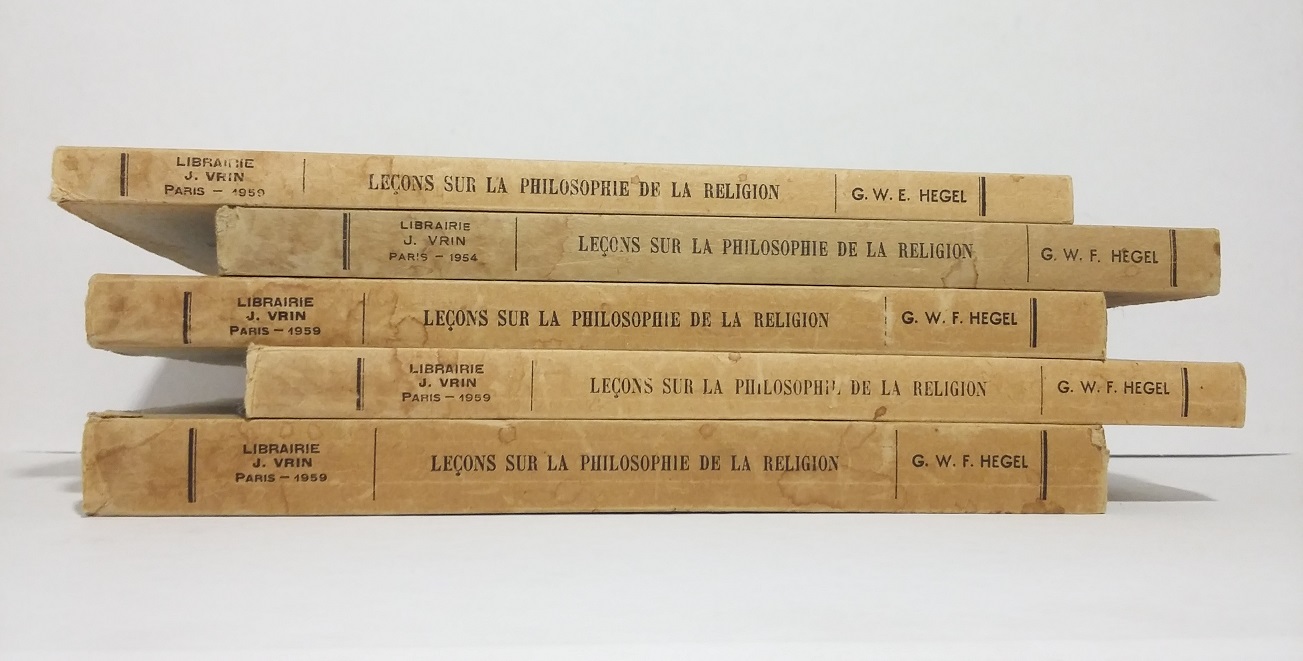 LIBRAIRIE
J. VRIN
PARIS — 1959
LEÇONS SUR LA PHILOSOPHIE DE LA RELIGION
G. W. E. HEGEL
LIBRAIRIE
J. VRIN
PARIS — 1954
LEÇONS SUR LA PHILOSOPHIE DE LA RELIGION
G. W. F. HEGEL
LIBRAIRIE
J. VRIN
PARIS — 1959
LEÇONS SUR LA PHILOSOPHIE DE LA RELIGION
G. W. F. HEGEL
LIBRAIRIE
J. VRIN
PARIS — 1959
LEÇONS SUR LA PHILOSOPHIE DE LA RELIGION
G. W. F. HEGEL
LIBRAIRIE
J. VRIN
PARIS — 1959
LEÇONS SUR LA PHILOSOPHIE DE LA RELIGION
G. W. F. HEGEL